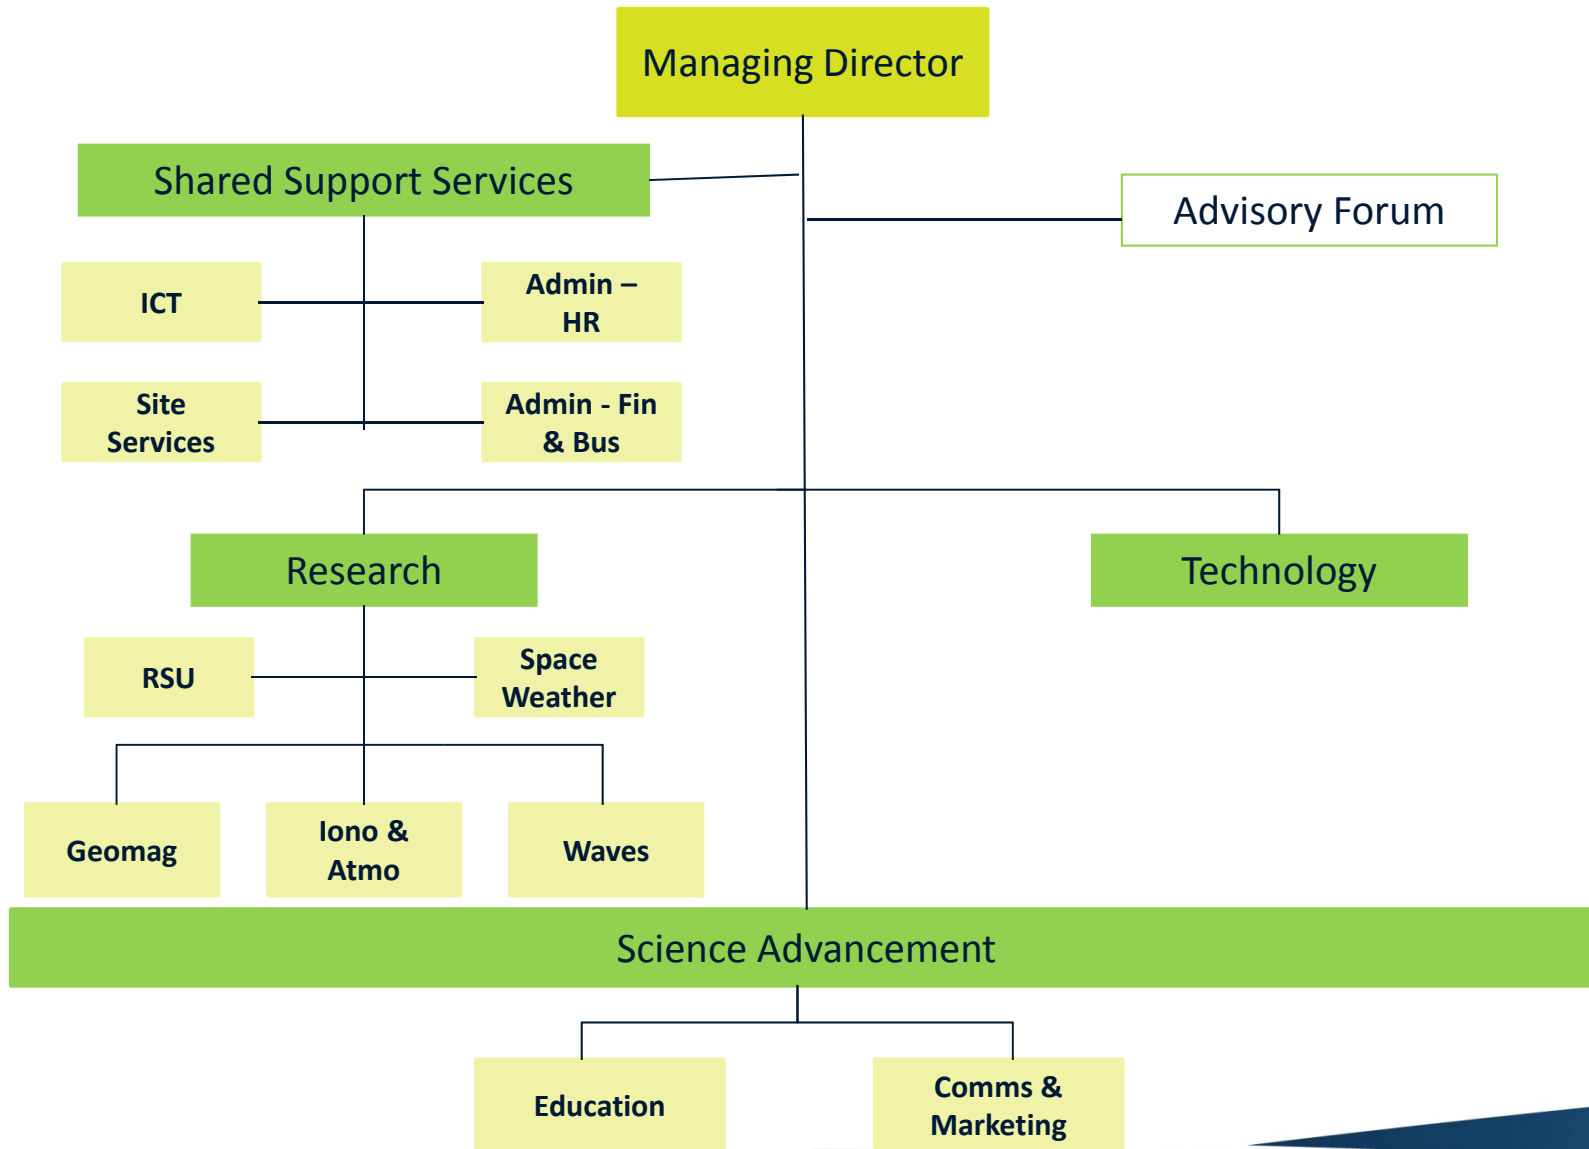 Managing Director
Shared Support Services
Advisory Forum
ICT
Admin –
HR
Site
Services
Admin - Fin
& Bus
Research
Technology
RSU
Space
Weather
Geomag
Iono &
Atmo
Waves
Science Advancement
Education
Comms &
Marketing